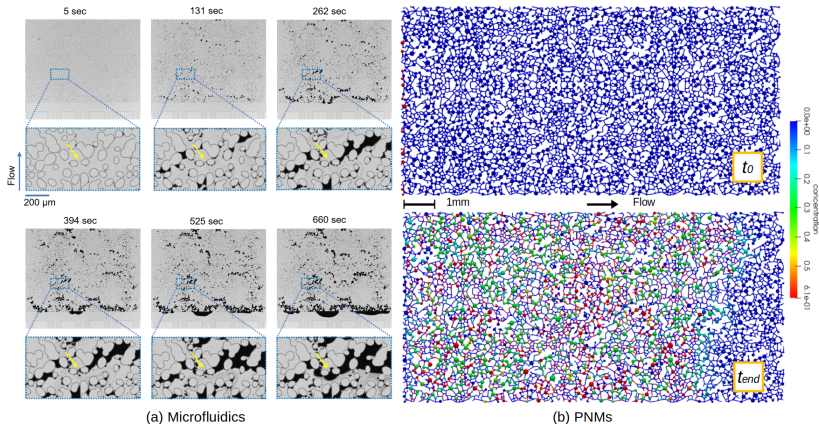 5 sec
131 sec
262 sec
Flow
200 μm
394 sec
525 sec
660 sec
(a) Microfluidics
t0
1mm
Flow
tend
0.0e+00
0.1
0.2
0.3
0.4
0.5
6.1e-01
concentration
(b) PNMs